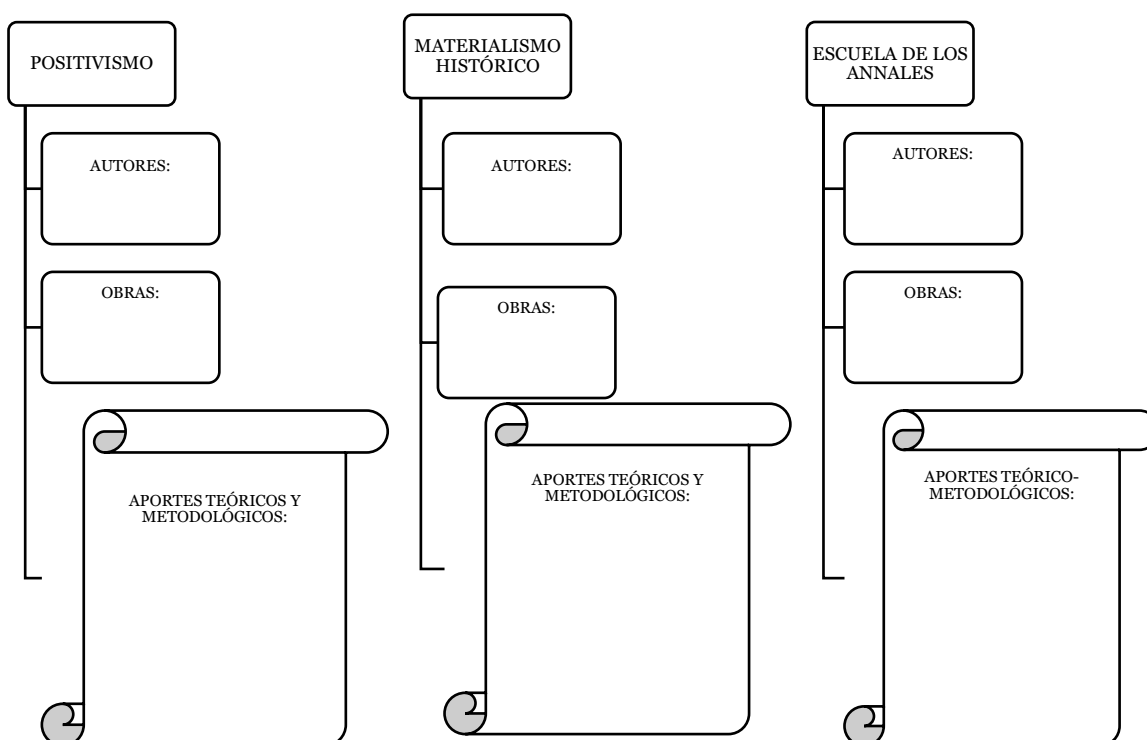 POSITIVISMO
AUTORES:
OBRAS:
APORTES TEÓRICOS Y
METODOLÓGICOS:
MATERIALISMO
HISTÓRICO
AUTORES:
OBRAS:
APORTES TEÓRICOS Y
METODOLÓGICOS:
ESCUELA DE LOS
ANNALES
AUTORES:
OBRAS:
APORTES TEÓRICO-
METODOLÓGICOS: